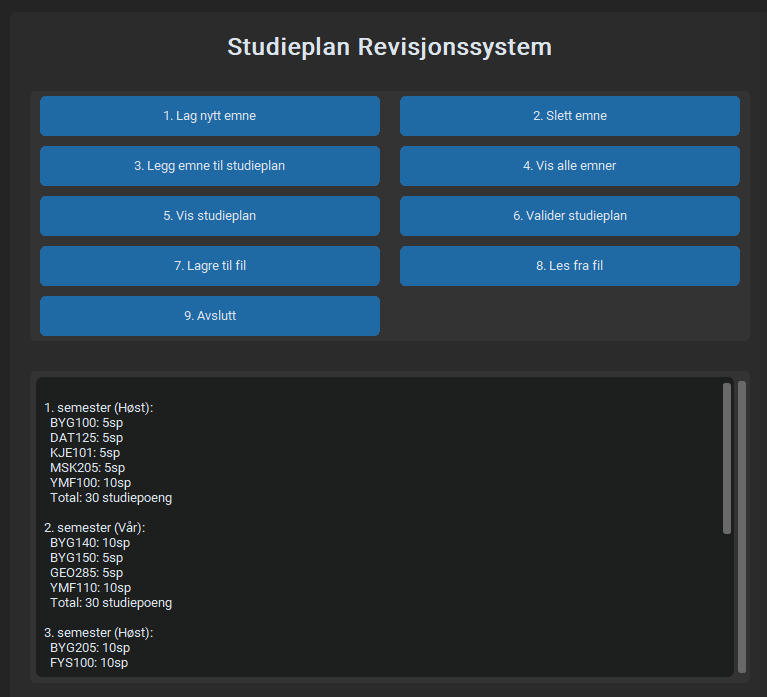 Studieplan Revisjonssystem
1. Lag nytt emne
2. Slett emne
3. Legg emne til studieplan
4. Vis alle emner
5. Vis studieplan
6. Valider studieplan
7. Lagre til fil
8. Les fra fil
9. Avslutt
1. semester (Høst):
BYG100: 5sp
DAT125: 5sp
KJE101: 5sp
MSK205: 5sp
YMF100: 10sp
Total: 30 studiepoeng
2. semester (Vår):
BYG140: 10sp
BYG150: 5sp
GEO285: 5sp
YMF110: 10sp
Total: 30 studiepoeng
3. semester (Høst):
BYG205: 10sp
FYS100: 10sp